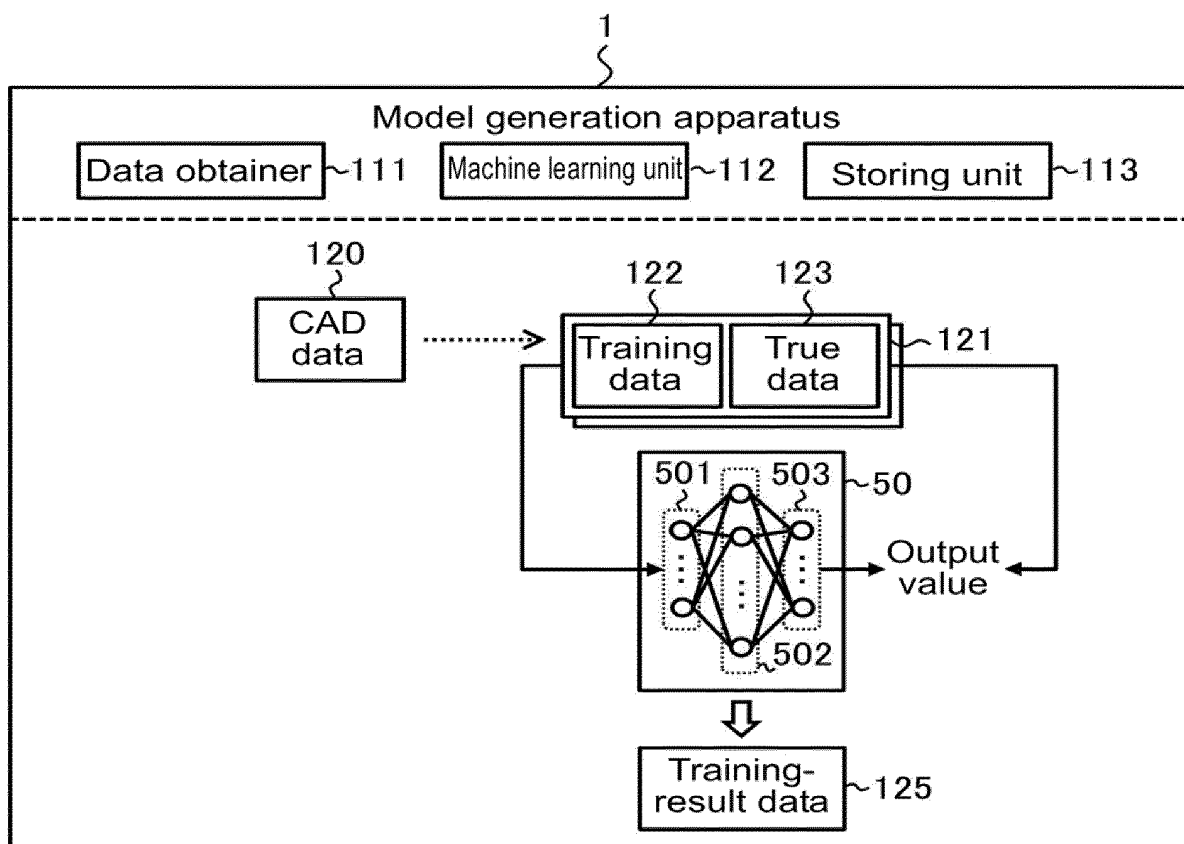 1
Model generation apparatus
Data obtainer 111 Machine learning unit 112 Storing unit 113
120
CAD
data
122 123
Training
data
True
data
121
501 503 50
Output
value
502
Training-
result data
125